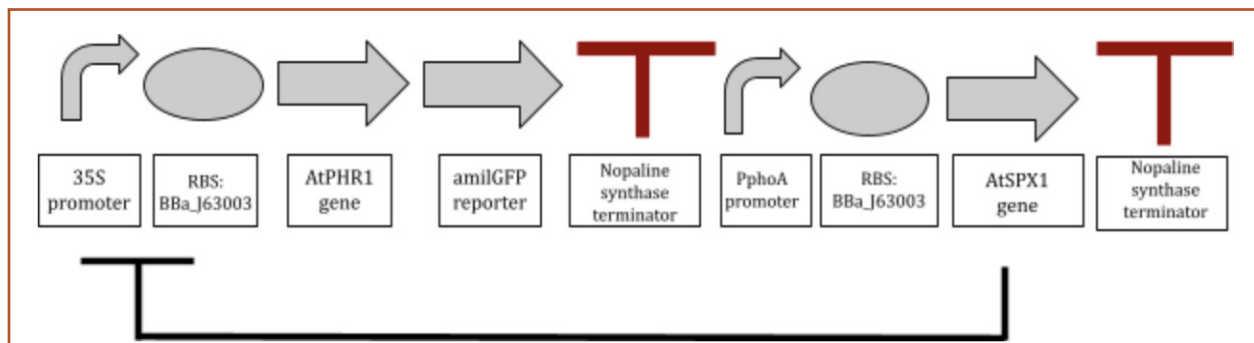 35S
promoter
RBS:
BBa_J63003
AtPHR1
gene
amilGFP
reporter
Nopaline
synthase
terminator
PphoA
promoter
RBS:
BBa_J63003
AtSPX1
gene
Nopaline
synthase
terminator